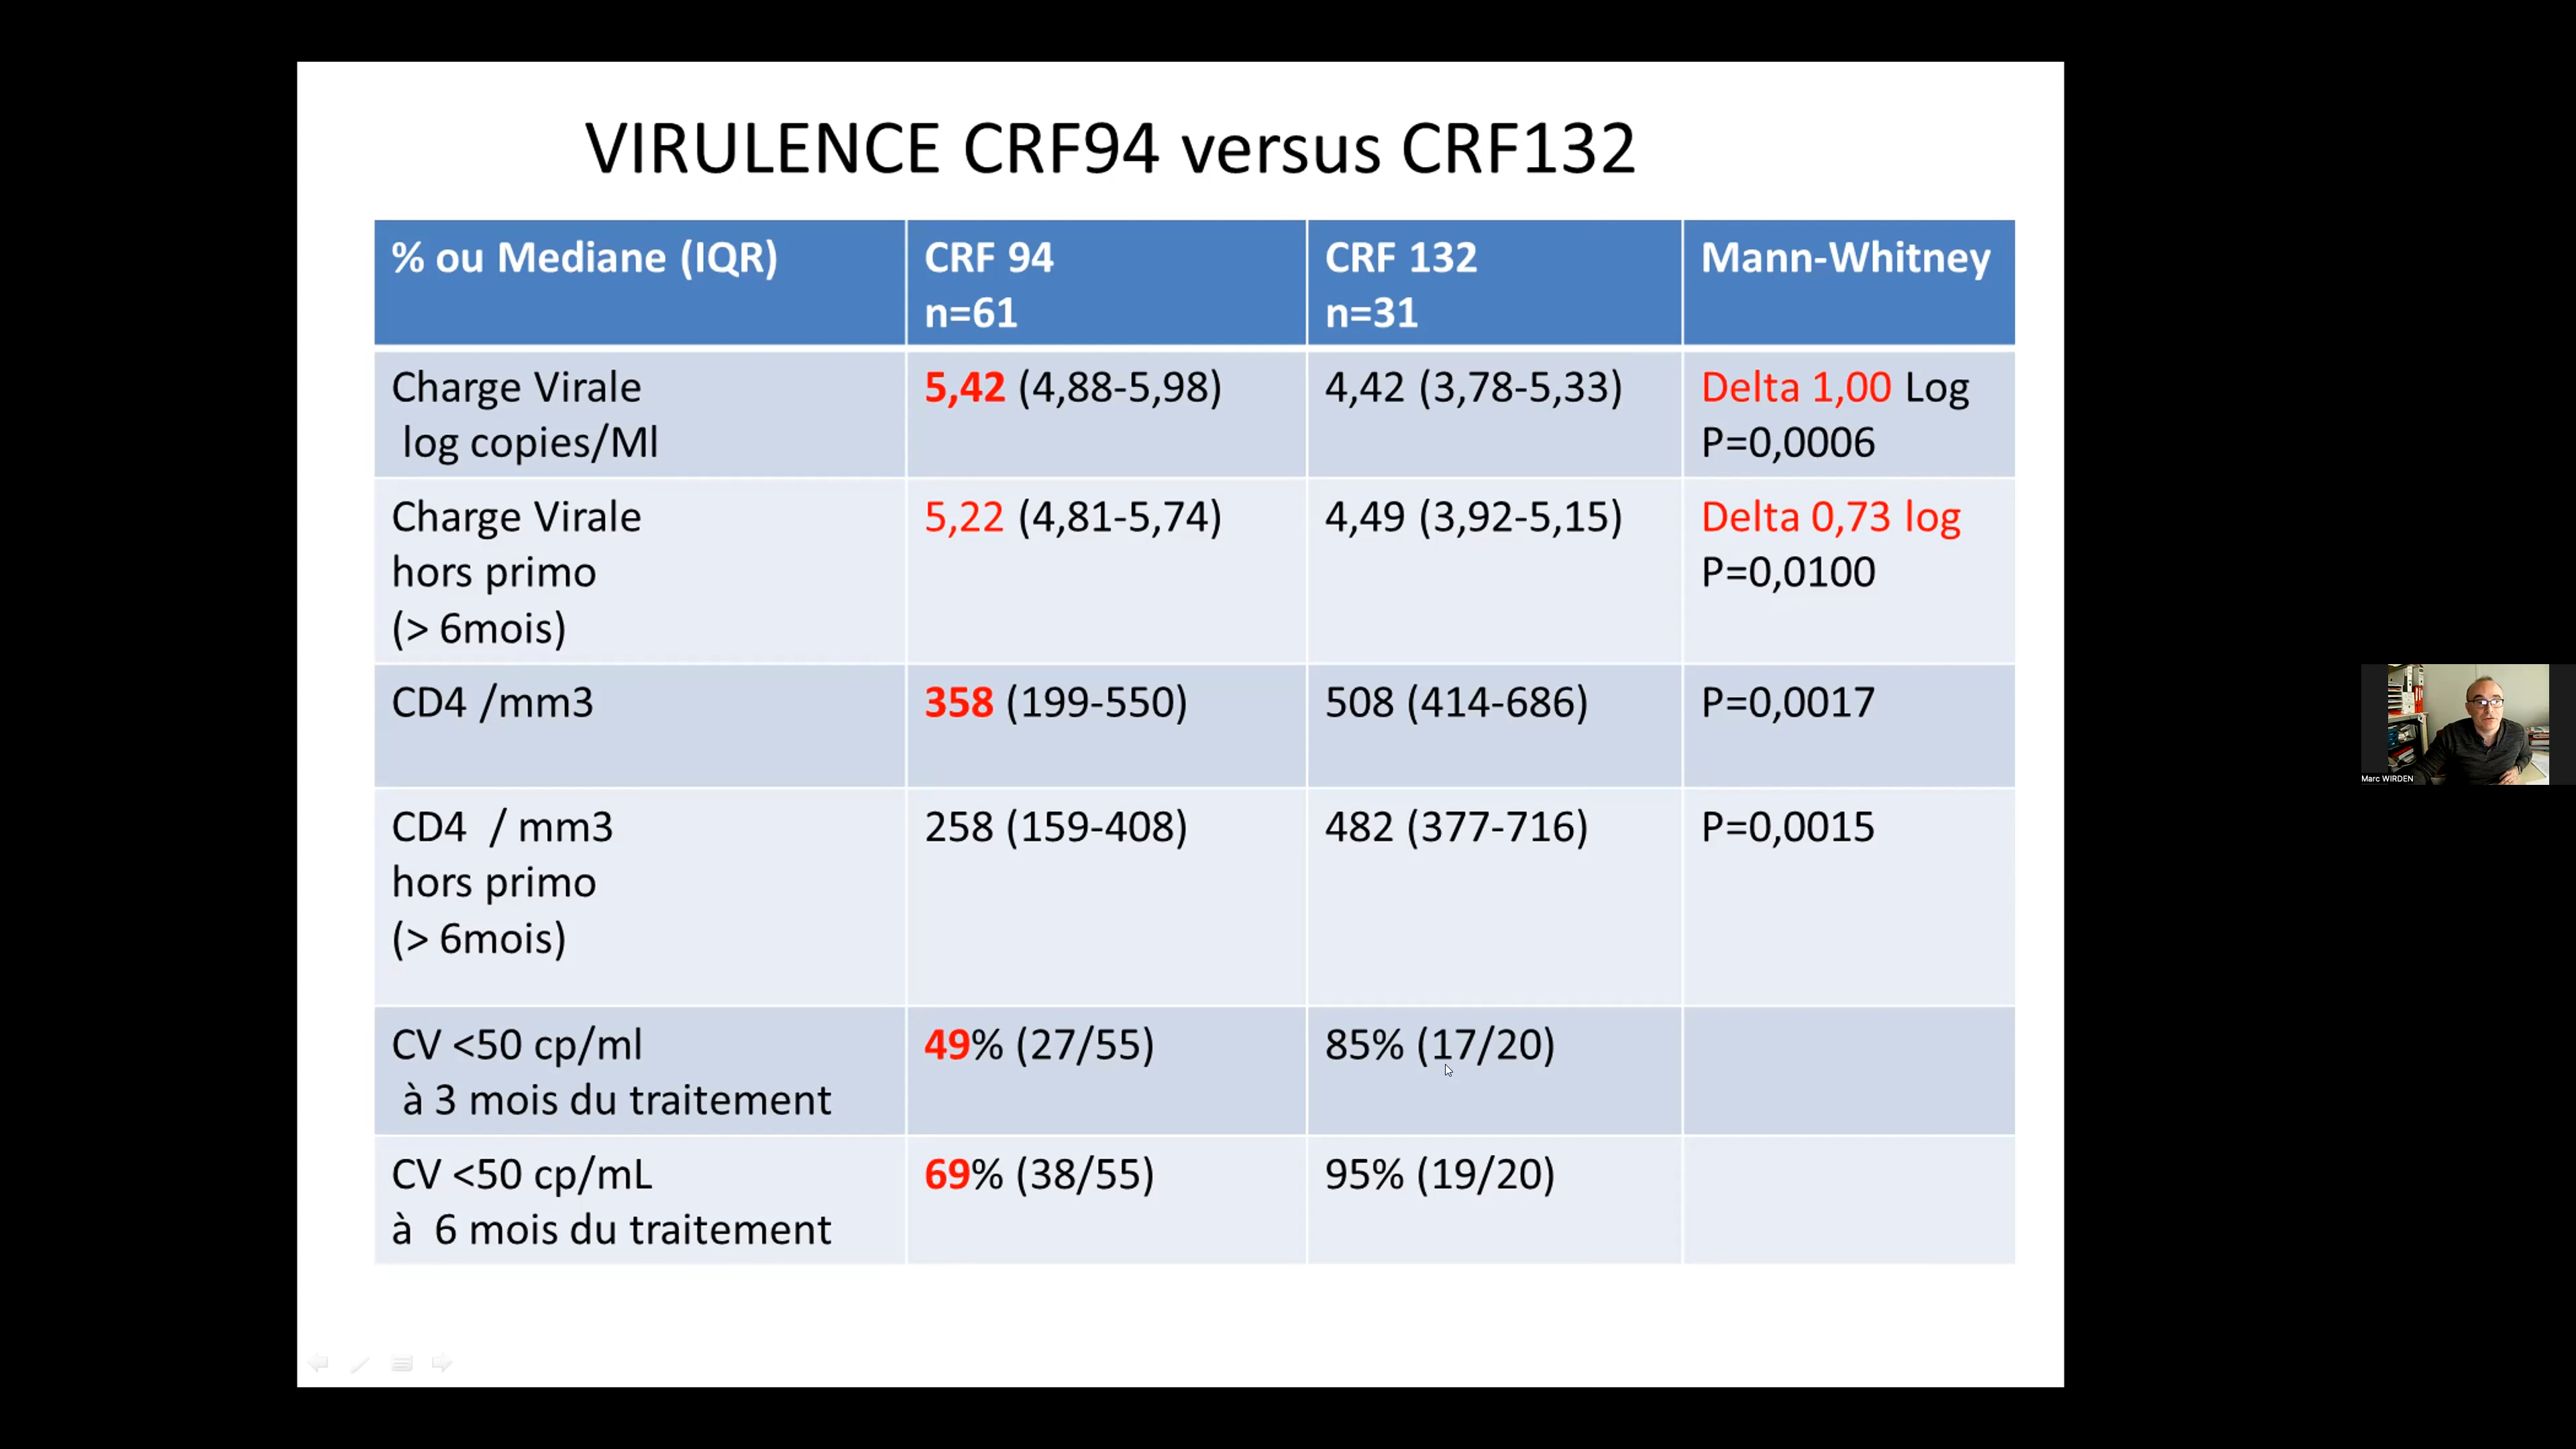 VIRULENCE CRF94 versus CRF132
% ou Mediane (IQR)
CRF 94
n=61
CRF 132
n=31
Mann-Whitney
Charge Virale
log copies/Ml
5,42 (4,88-5,98)
4,42 (3,78-5,33)
Delta 1,00 Log
P=0,0006
Charge Virale
hors primo
(> 6mois)
5,22 (4,81-5,74)
4,49 (3,92-5,15)
Delta 0,73 log
P=0,0100
CD4 /mm3
358 (199-550)
508 (414-686)
P=0,0017
CD4 / mm3
hors primo
(> 6mois)
258 (159-408)
482 (377-716)
P=0,0015
CV <50 cp/ml
à 3 mois du traitement
49% (27/55)
85% (17/20)
CV <50 cp/mL
à 6 mois du traitement
69% (38/55)
95% (19/20)
Marc WIRDEN